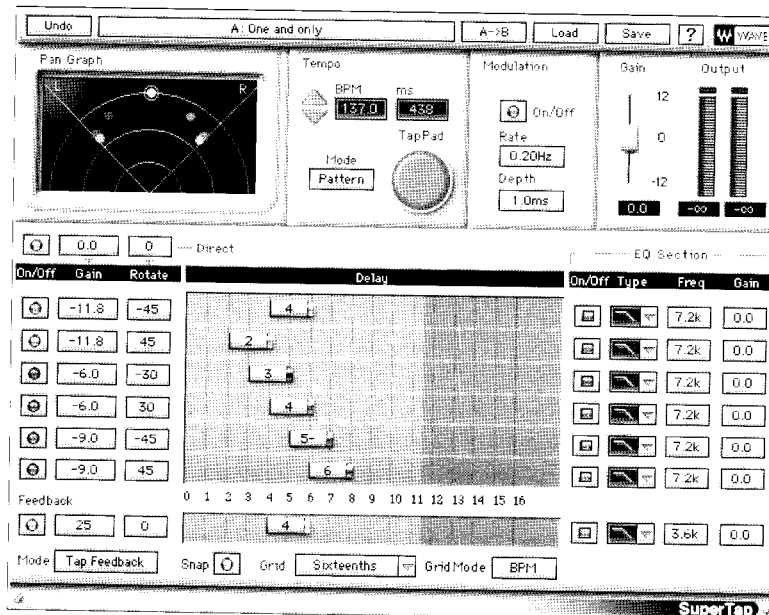 Undo A: One and only A->B Load Save ? WAVE
Pan Graph Tempo Modulation Gain Output
L R BPM ms 12
137.0 438 On/Off
TapPad Rate 0
Mode 0.20Hz
Pattern Depth -12
1.0ms 0.0 -∞ -∞
0.0 0 Direct EQ Section
On/Off Gain Rotate Delay On/Off Type Freq Gain
-11.8 -45 4 7.2k 0.0
-11.8 45 2 7.2k 0.0
-6.0 -30 3 7.2k 0.0
-6.0 30 4 7.2k 0.0
-9.0 -45 5- 7.2k 0.0
-9.0 45 6 7.2k 0.0
0 1 2 3 4 5 6 7 8 9 10 11 12 13 14 15 16
Feedback
25 0 4 3.6k 0.0
Mode Tap Feedback Snap Grid Sixteenths Grid Mode BPM
SuperTap